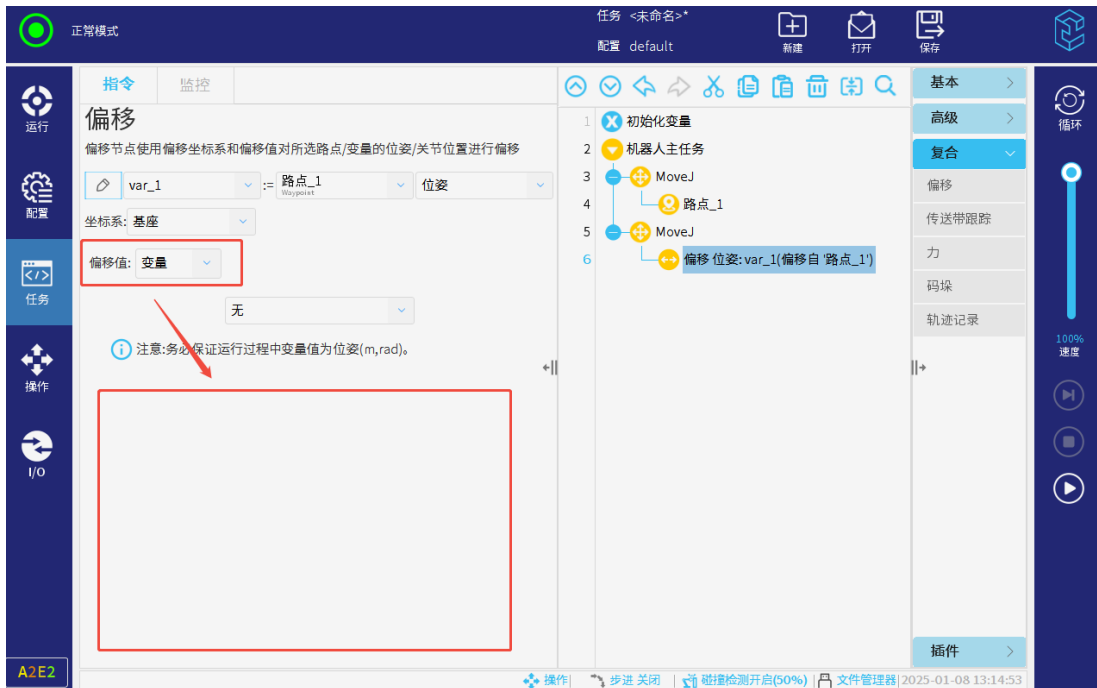 正常模式
任务 <未命名>*
配置 default
新建
打开
保存
运行
配置
任务
操作
I/O
A2E2
指令 监控
偏移
偏移节点使用偏移坐标系和偏移值对所选路点/变量的位姿/关节位置进行偏移
var_1 := 路点_1 位姿
Waypoint
坐标系: 基座
偏移值: 变量
无
注意:务必保证运行过程中变量值为位姿(m,rad)。
1 初始化变量
2 机器人主任务
3 MoveJ
4 路点_1
5 MoveJ
6 偏移 位姿: var_1(偏移自 '路点_1')
基本
高级
复合
偏移
传送带跟踪
力
码垛
轨迹记录
插件
循环
100%
速度
操作 步进 关闭 碰撞检测开启(50%) 文件管理器 2025-01-08 13:14:53